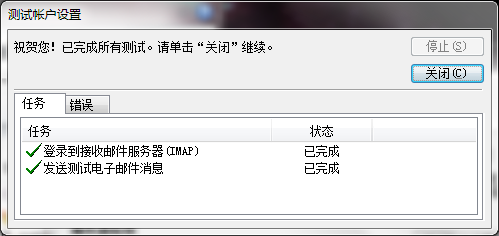 测试帐户设置
祝贺您！已完成所有测试。请单击“关闭”继续。
停止(S)
关闭(C)
任务 错误
任务 状态
登录到接收邮件服务器(IMAP) 已完成
发送测试电子邮件消息 已完成